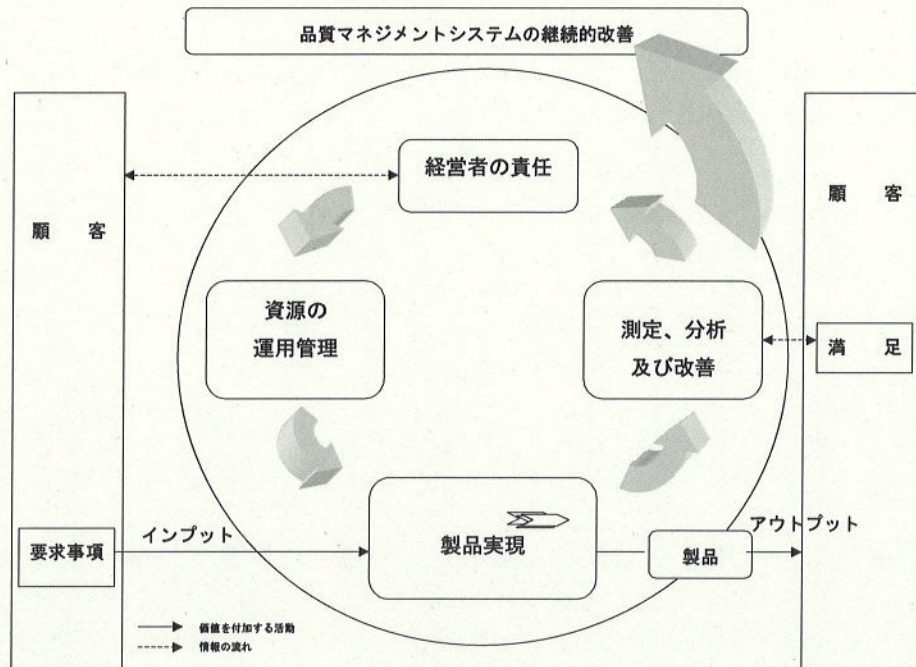 品質マネジメントシステムの継続的改善
顧 客
経営者の責任
顧 客
資源の
運用管理
測定、分析
及び改善
満 足
要求事項
インプット
製品実現
製品
アウトプット
価値を付加する活動
情報の流れ